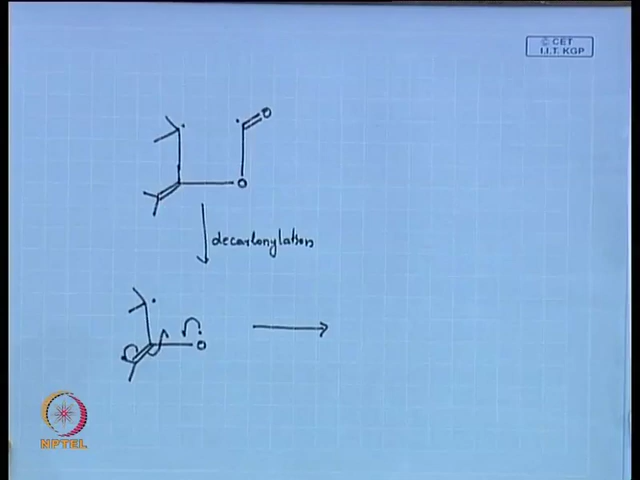 © CET
I.I.T. KGP
O
O
decarbonylation
O
NPTEL